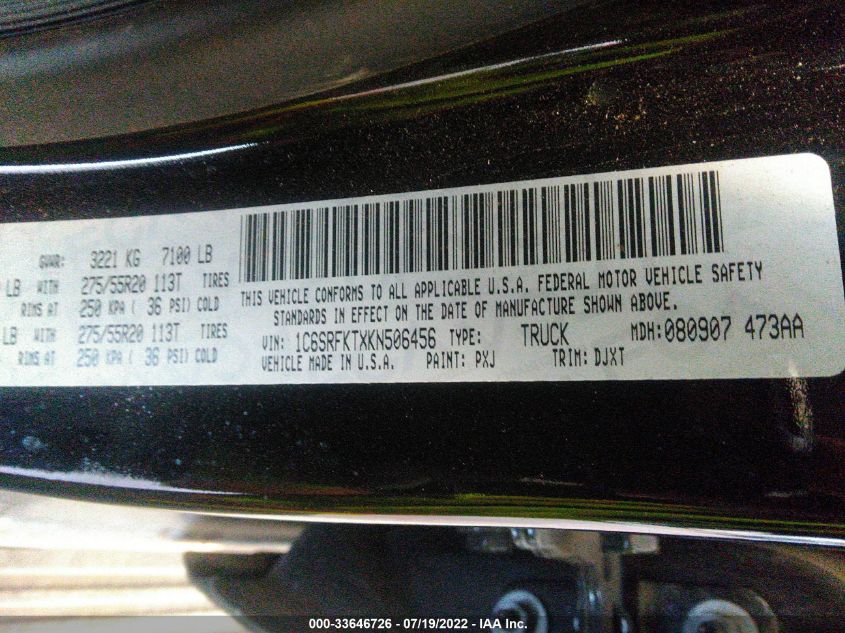 GVWR: 3221 KG 7100 LB
LB WITH 275/55R20 113T TIRES
RIMS AT 250 KPA ( 36 PSI) COLD
LB WITH 275/55R20 113T TIRES
RIMS AT 250 KPA ( 36 PSI) COLD
THIS VEHICLE CONFORMS TO ALL APPLICABLE U.S.A. FEDERAL MOTOR VEHICLE SAFETY
STANDARDS IN EFFECT ON THE DATE OF MANUFACTURE SHOWN ABOVE.
VIN: 1C6SRFKTXKN506456 TYPE: TRUCK MDH: 080907 473AA
VEHICLE MADE IN U.S.A. PAINT: PXJ TRIM: DJXT
000-33646726 - 07/19/2022 - IAA Inc.